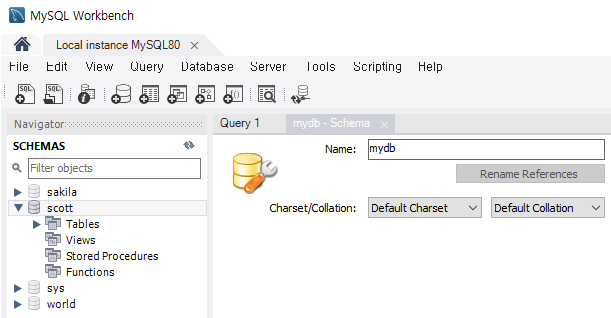 MySQL Workbench
Local instance MySQL80 ×
File Edit View Query Database Server Tools Scripting Help
SQL SQL
Navigator
Query 1 mydb - Schema ×
SCHEMAS
Name: mydb
Filter objects
Rename References
sakila
scott
Charset/Collation: Default Charset Default Collation
Tables
Views
Stored Procedures
Functions
sys
world